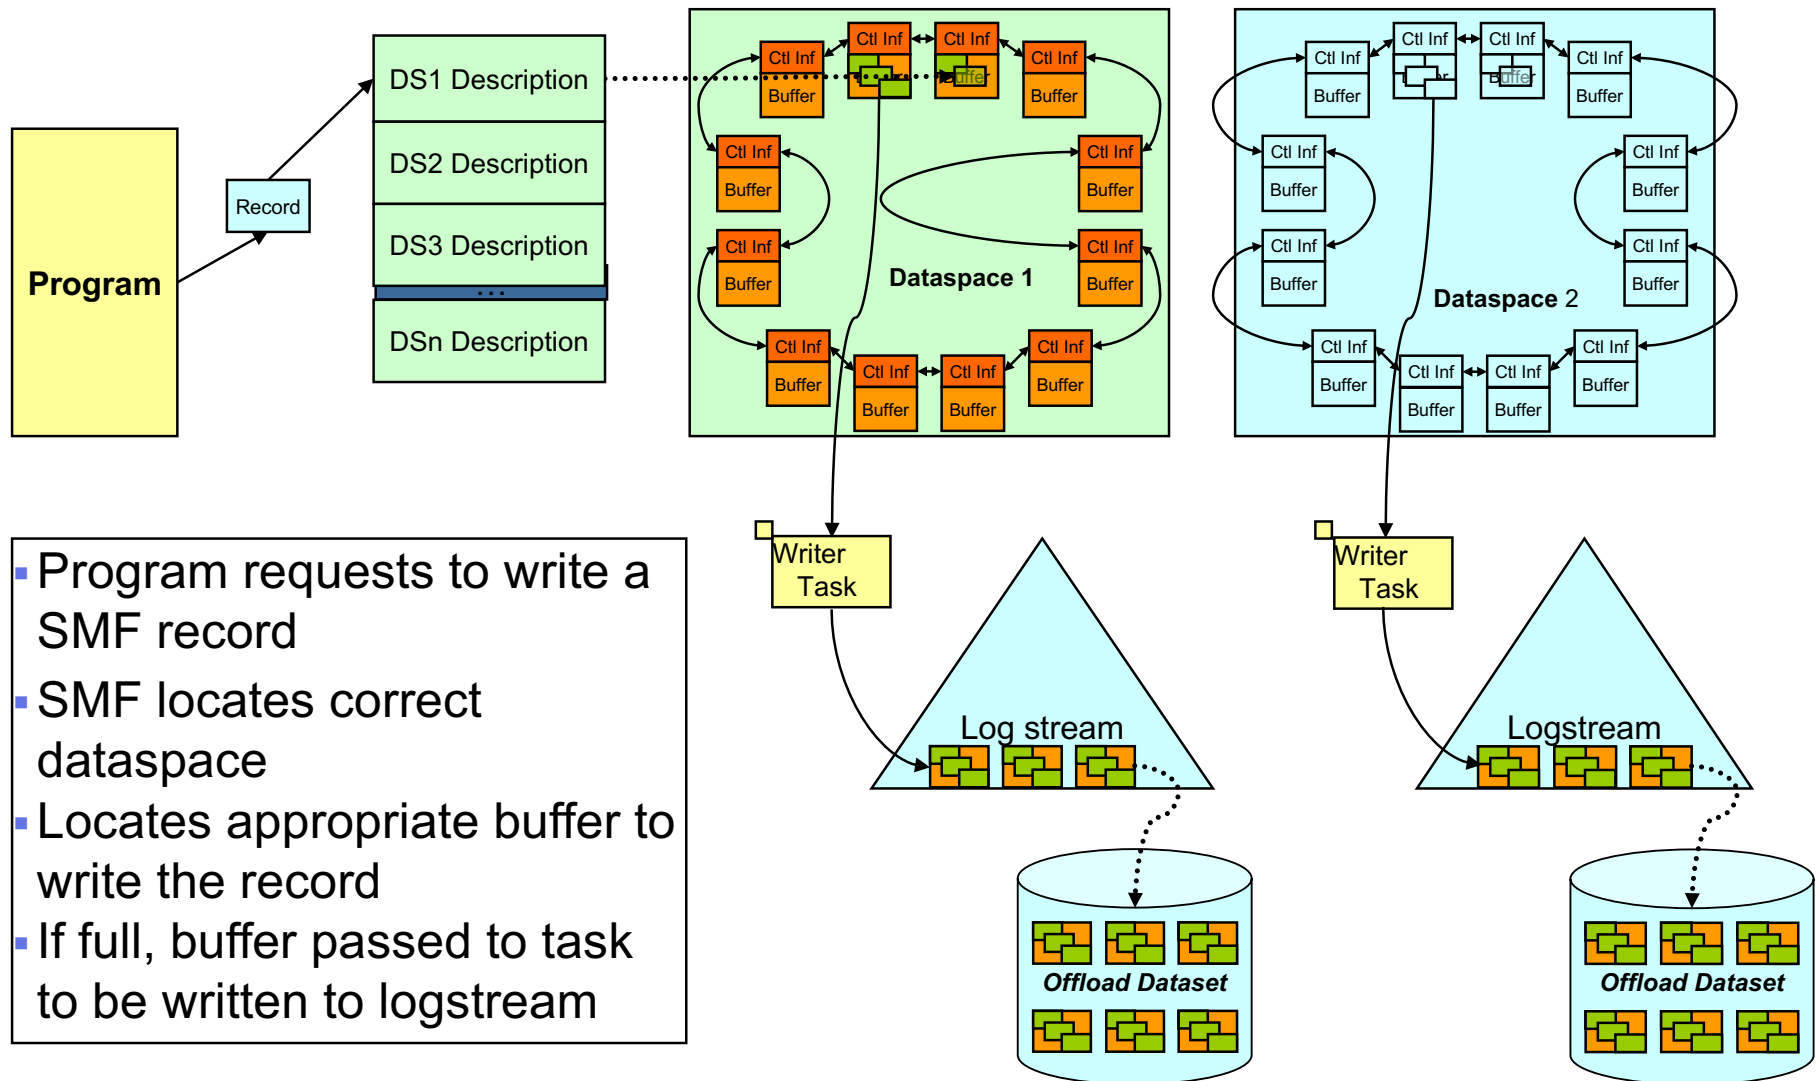 Program
Record
DS1 Description
DS2 Description
DS3 Description
...
DSn Description
Ctl Inf
Buffer
Ctl Inf
Ctl Inf
Buffer
Ctl Inf
Buffer
Ctl Inf
Buffer
Ctl Inf
Buffer
Ctl Inf
Buffer
Ctl Inf
Buffer
Dataspace 1
Ctl Inf
Buffer
Ctl Inf
Buffer
Ctl Inf
Buffer
Ctl Inf
Buffer
Ctl Inf
Buffer
Ctl Inf
Ctl Inf
Buffer
Ctl Inf
Buffer
Ctl Inf
Buffer
Ctl Inf
Buffer
Ctl Inf
Buffer
Ctl Inf
Buffer
Dataspace 2
Ctl Inf
Buffer
Ctl Inf
Buffer
Ctl Inf
Buffer
Ctl Inf
Buffer
▪Program requests to write a
SMF record
▪SMF locates correct
dataspace
▪Locates appropriate buffer to
write the record
▪If full, buffer passed to task
to be written to logstream
Writer
Task
Log stream
Offload Dataset
Writer
Task
Logstream
Offload Dataset